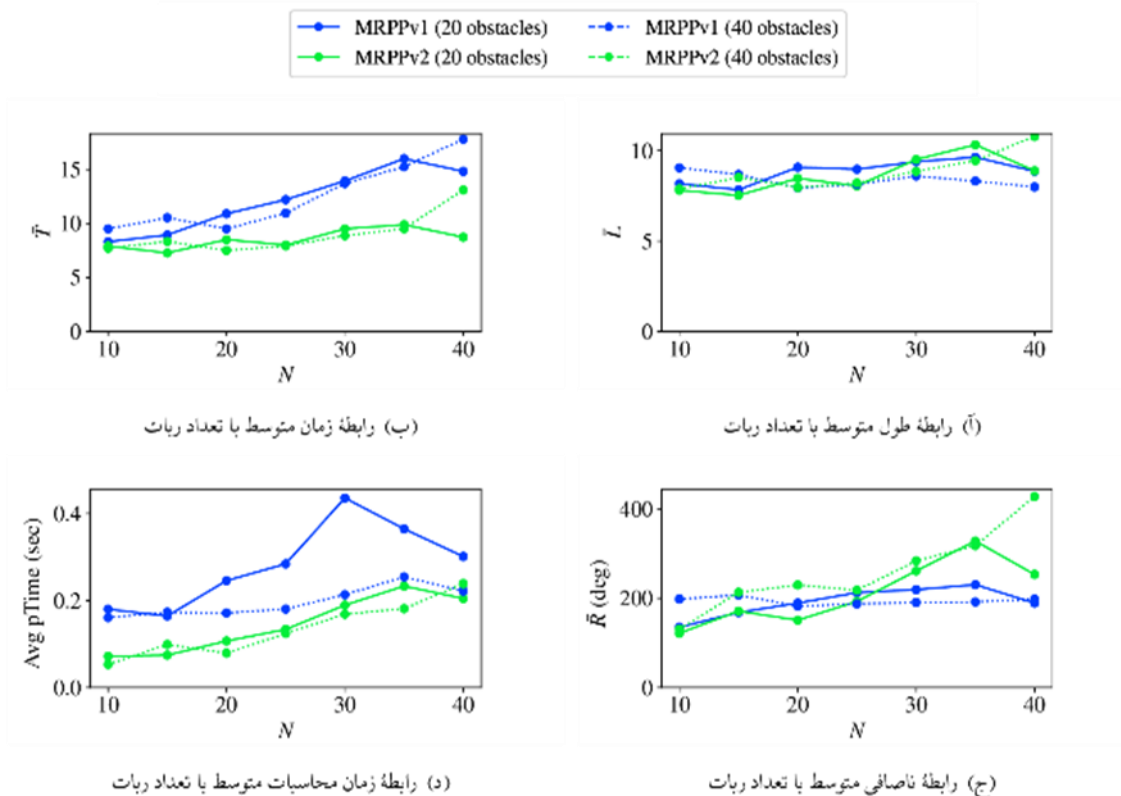 MRPPv1 (20 obstacles) MRPPv1 (40 obstacles)
MRPPv2 (20 obstacles) MRPPv2 (40 obstacles)
10
5
0
L̄
10 20 30 40
N
(آ) رابطهٔ طول متوسط با تعداد ربات
15
10
5
0
T̄
10 20 30 40
N
(ب) رابطهٔ زمان متوسط با تعداد ربات
400
200
0
R̄ (deg)
10 20 30 40
N
(ج) رابطهٔ ناصافی متوسط با تعداد ربات
0.4
0.2
0.0
Avg pTime (sec)
10 20 30 40
N
(د) رابطهٔ زمان محاسبات متوسط با تعداد ربات